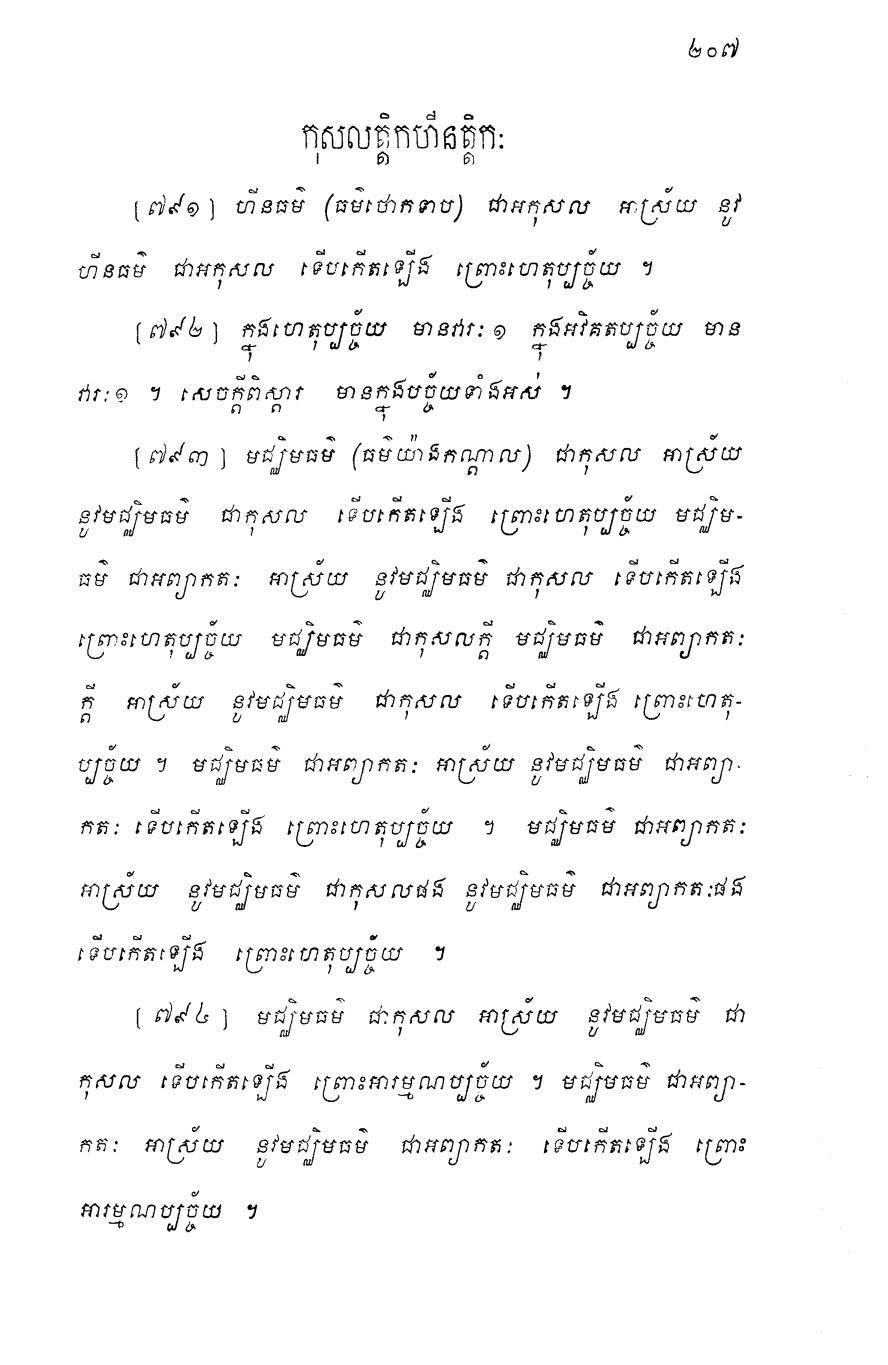 ២០៧
កុសលត្តិកហីនត្តិកៈ
[៧៩១] ហីនធម៌ (ធម៌ថោកទាប) ជាអកុសល អាស្រ័យ នូវ
ហីនធម៌ ជាអកុសល ទើបកើតឡើង ព្រោះហេតុប្បច្ច័យ ។
[៧៩២] ក្នុងហេតុប្បច្ច័យ មានវារៈ ១ ក្នុងអវិគតប្បច្ច័យ មាន
វារៈ ១ ។ សេចក្តីពិស្តារ មានក្នុងបច្ច័យទាំងអស់ ។
[៧៩៣] មជ្ឈិមធម៌ (ធម៌យ៉ាងកណ្តាល) ជាកុសល អាស្រ័យ
នូវមជ្ឈិមធម៌ ជាកុសល ទើបកើតឡើង ព្រោះហេតុប្បច្ច័យ មជ្ឈិម-
ធម៌ ជាអព្យាកតៈ អាស្រ័យ នូវមជ្ឈិមធម៌ ជាកុសល ទើបកើតឡើង
ព្រោះហេតុប្បច្ច័យ មជ្ឈិមធម៌ ជាកុសលក្តី មជ្ឈិមធម៌ ជាអព្យាកតៈ
ក្តី អាស្រ័យ នូវមជ្ឈិមធម៌ ជាកុសល ទើបកើតឡើង ព្រោះហេតុ-
ប្បច្ច័យ ។ មជ្ឈិមធម៌ ជាអព្យាកតៈ អាស្រ័យ នូវមជ្ឈិមធម៌ ជាអព្យា-
កតៈ ទើបកើតឡើង ព្រោះហេតុប្បច្ច័យ ។ មជ្ឈិមធម៌ ជាអព្យាកតៈ
អាស្រ័យ នូវមជ្ឈិមធម៌ ជាកុសលផង នូវមជ្ឈិមធម៌ ជាអព្យាកតៈផង
ទើបកើតឡើង ព្រោះហេតុប្បច្ច័យ ។
[៧៩៤] មជ្ឈិមធម៌ ជាកុសល អាស្រ័យ នូវមជ្ឈិមធម៌ ជា
កុសល ទើបកើតឡើង ព្រោះអារម្មណប្បច្ច័យ ។ មជ្ឈិមធម៌ ជាអព្យា-
កតៈ អាស្រ័យ នូវមជ្ឈិមធម៌ ជាអព្យាកតៈ ទើបកើតឡើង ព្រោះ
អារម្មណប្បច្ច័យ ។